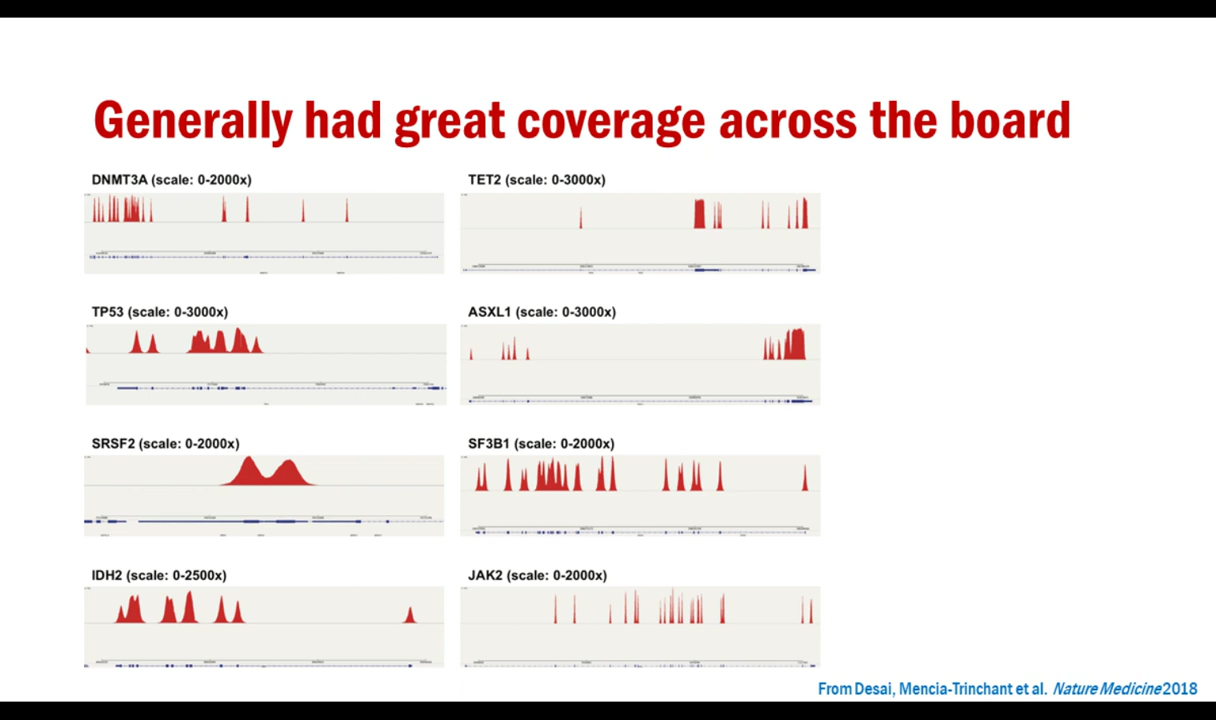 Generally had great coverage across the board
DNMT3A (scale: 0-2000x)
TET2 (scale: 0-3000x)
TP53 (scale: 0-3000x)
ASXL1 (scale: 0-3000x)
SRSF2 (scale: 0-2000x)
SF3B1 (scale: 0-2000x)
IDH2 (scale: 0-2500x)
JAK2 (scale: 0-2000x)
From Desai, Mencia-Trinchant et al. Nature Medicine 2018